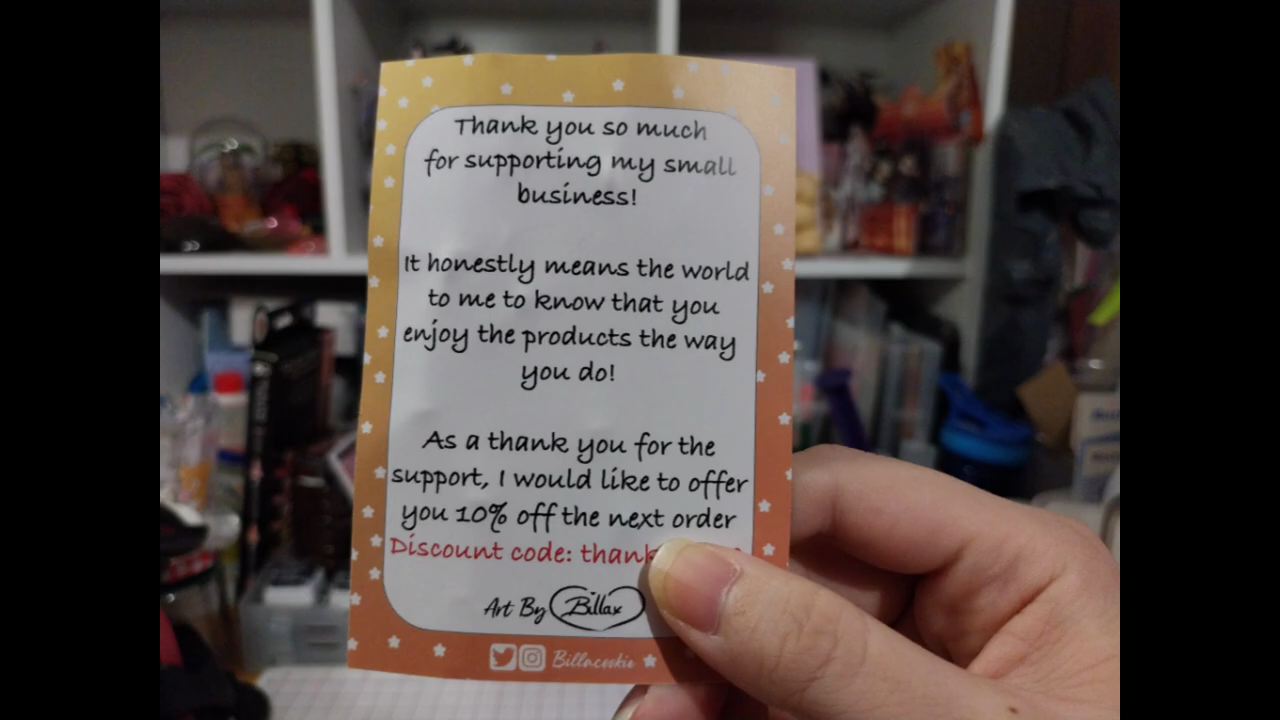 Thank you so much
for supporting my small
business!
It honestly means the world
to me to know that you
enjoy the products the way
you do!
As a thank you for the
support, I would like to offer
you 10% off the next order
Discount code:
Art By Billax
Billacookie